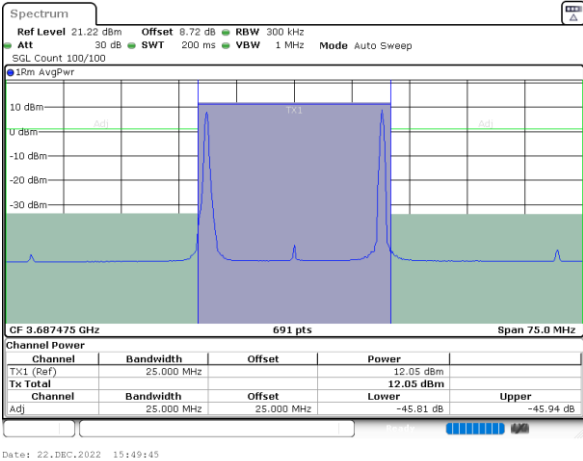 Spectrum
Ref Level 21.22 dBm Offset 8.72 dB RBW 300 kHz
Att 30 dB SWT 200 ms VBW 1 MHz Mode Auto Sweep
SGL Count 100/100
1Rm AvgPwr
10 dBm
TX1
Adj Adj
0 dBm
-10 dBm
-20 dBm
-30 dBm
CF 3.687475 GHz 691 pts Span 75.0 MHz
Channel Power
Channel Bandwidth Offset Power
TX1 (Ref) 25.000 MHz 12.05 dBm
Tx Total 12.05 dBm
Channel Bandwidth Offset Lower Upper
Adj 25.000 MHz 25.000 MHz -45.81 dB -45.94 dB
Ready
Date: 22.DEC.2022 15:49:45